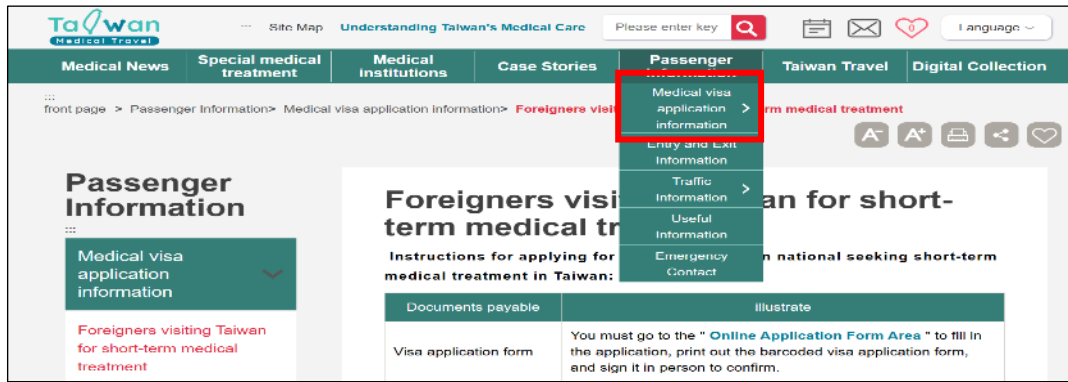 Taiwan
Medical Travel
... Site Map Understanding Taiwan's Medical Care Please enter key Language
Medical News Special medical treatment Medical institutions Case Stories Passenger Information Taiwan Travel Digital Collection
:::
front page > Passenger Information> Medical visa application information> Foreigners visi rm medical treatment
Medical visa
application >
information
Entry and Exit
Information
Traffic
Information >
Useful
Information
Emergency
Contact
A- A+
Passenger
Information
:::
Medical visa
application
information
Foreigners visiting Taiwan
for short-term medical
treatment
Foreigners visi an for short-
term medical tr
Instructions for applying for n national seeking short-term
medical treatment in Taiwan:
Documents payable illustrate
Visa application form
You must go to the " Online Application Form Area " to fill in
the application, print out the barcoded visa application form,
and sign it in person to confirm.